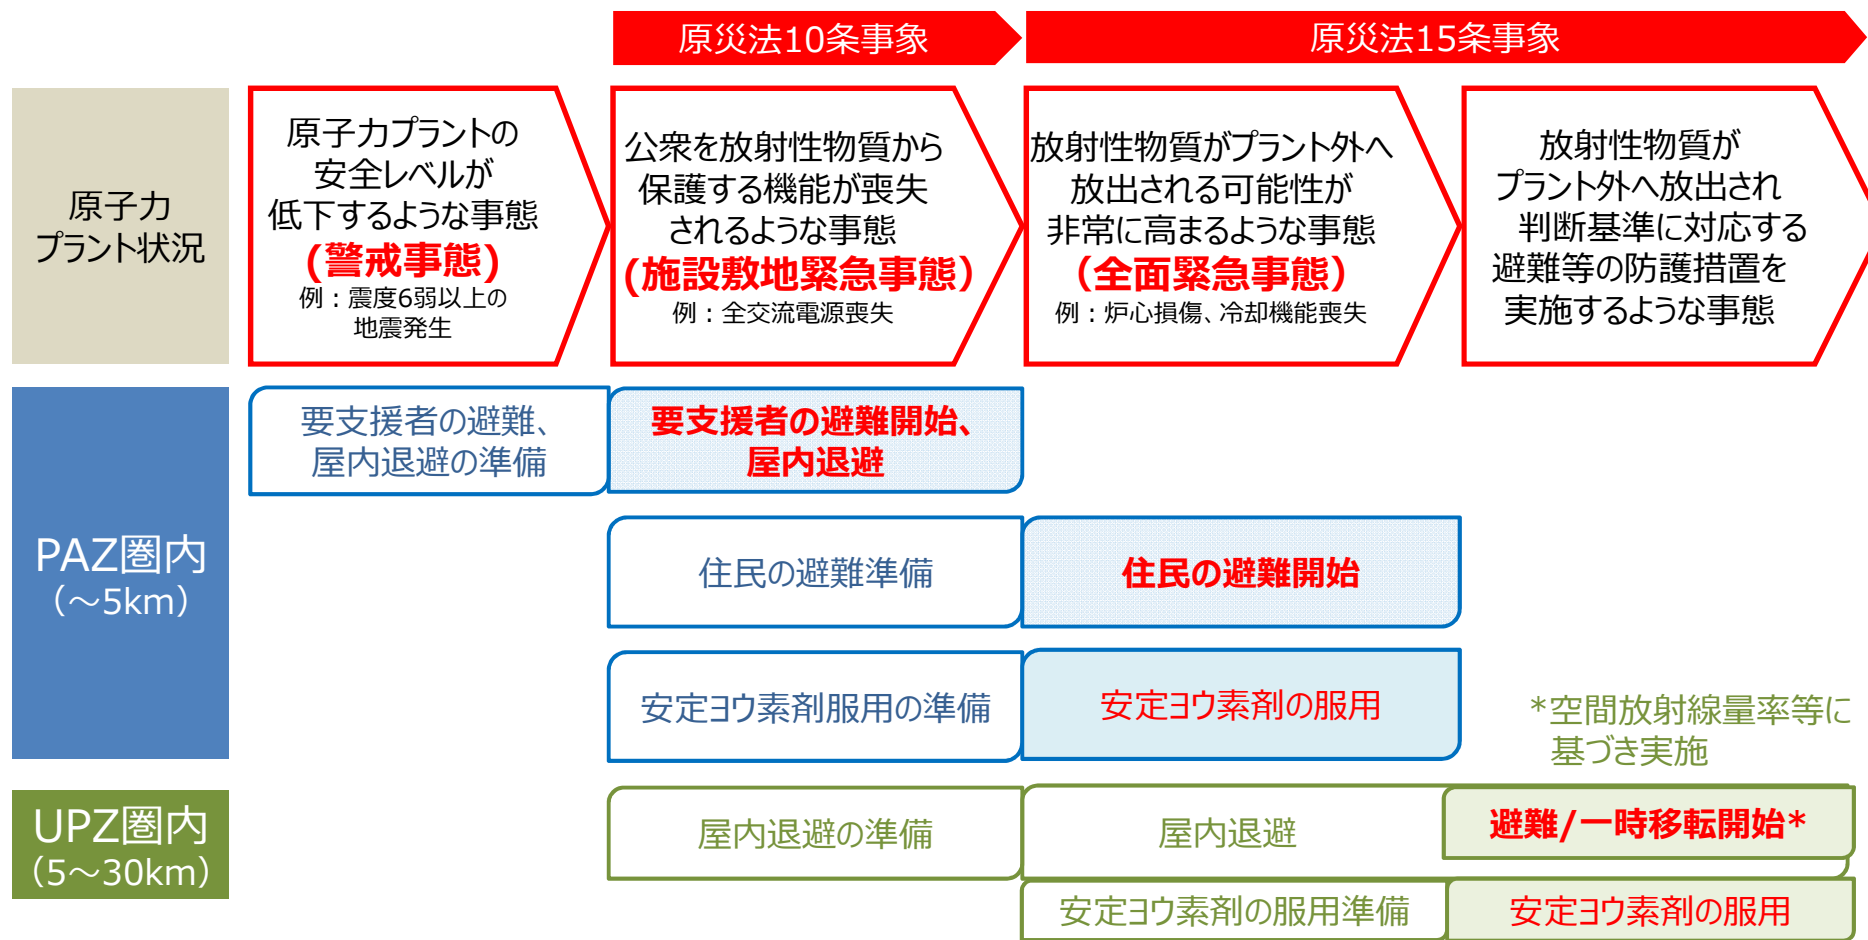 原災法10条事象
原災法15条事象
原子力
プラント状況
原子力プラントの
安全レベルが
低下するような事態
(警戒事態)
例：震度6弱以上の
地震発生
公衆を放射性物質から
保護する機能が喪失
されるような事態
(施設敷地緊急事態）
例：全交流電源喪失
放射性物質がプラント外へ
放出される可能性が
非常に高まるような事態
（全面緊急事態）
例：炉心損傷、冷却機能喪失
放射性物質が
プラント外へ放出され
判断基準に対応する
避難等の防護措置を
実施するような事態
PAZ圏内
（～5km）
要支援者の避難、
屋内退避の準備
要支援者の避難開始、
屋内退避
住民の避難準備
住民の避難開始
安定ヨウ素剤服用の準備
安定ヨウ素剤の服用
*空間放射線量率等に
基づき実施
UPZ圏内
（5～30km）
屋内退避の準備
屋内退避
避難/一時移転開始*
安定ヨウ素剤の服用準備
安定ヨウ素剤の服用